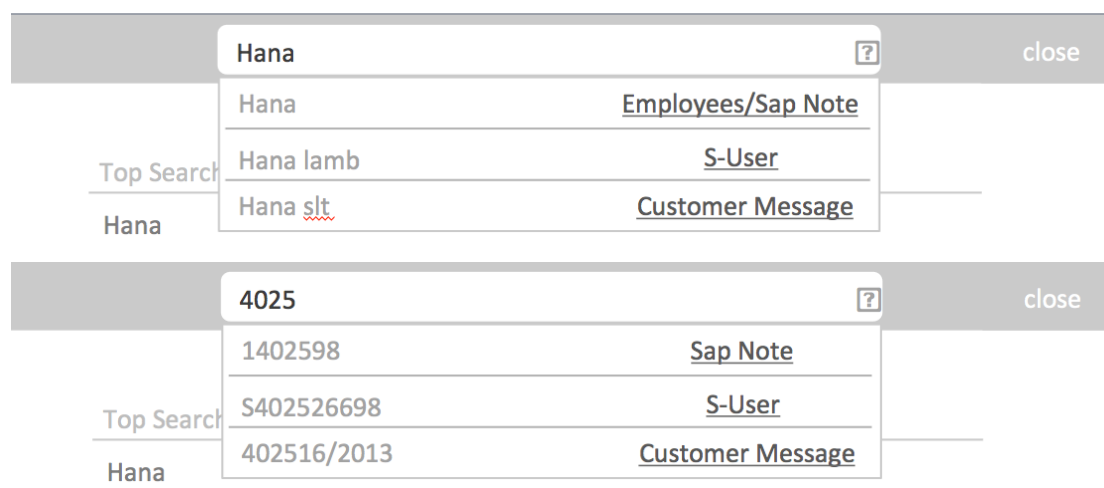 Hana ? close
Hana Employees/Sap Note
Hana lamb S-User
Top Search
Hana slt Customer Message
Hana
4025 ? close
1402598 Sap Note
S402526698 S-User
Top Search
402516/2013 Customer Message
Hana